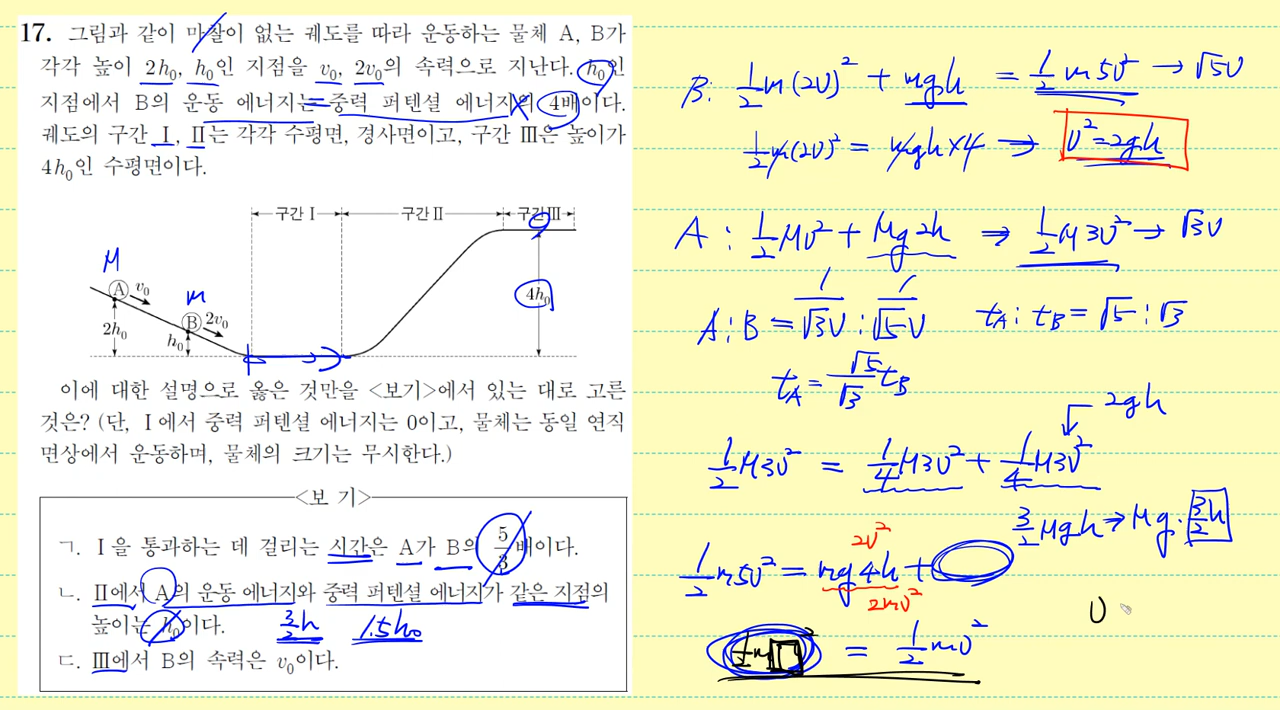 17. 그림과 같이 마찰이 없는 궤도를 따라 운동하는 물체 A, B가
각각 높이 2h₀, h₀인 지점을 v₀, 2v₀의 속력으로 지난다. h₀인
지점에서 B의 운동 에너지는 = 중력 퍼텐셜 에너지의 4배이다.
궤도의 구간 Ⅰ, Ⅱ는 각각 수평면, 경사면이고, 구간 Ⅲ은 높이가
4h₀인 수평면이다.
구간 Ⅰ 구간 Ⅱ 구간 Ⅲ
M
A v₀
m
B 2v₀
2h₀ h₀ 4h₀
이에 대한 설명으로 옳은 것만을 <보기>에서 있는 대로 고른
것은? (단, Ⅰ에서 중력 퍼텐셜 에너지는 0이고, 물체는 동일 연직
면상에서 운동하며, 물체의 크기는 무시한다.)
<보 기>
ㄱ. Ⅰ을 통과하는 데 걸리는 시간은 A가 B의 5/3배이다.
ㄴ. Ⅱ에서 A의 운동 에너지와 중력 퍼텐셜 에너지가 같은 지점의
높이는 h₀이다. 3/2h 1.5h₀
ㄷ. Ⅲ에서 B의 속력은 v₀이다.
B: 1/2m(2v)² + mgh = 1/2m5v² → √5v
1/2m(2v)² = mgh×4 → v²=2gh
A: 1/2Mv² + Mg2h ⇒ 1/2M3v² → √3v
A : B = 1/√3v : 1/√5v tA : tB = √5 : √3
tA = √5/√3 tB
2gh
1/2M3v² = 1/4M3v² + 1/4M3v²
3/2Mgh ⇒ Mg·3/2h
2v²
1/2m5v² = mg4h +
2mv²
1/2m□² = 1/2mv²
v